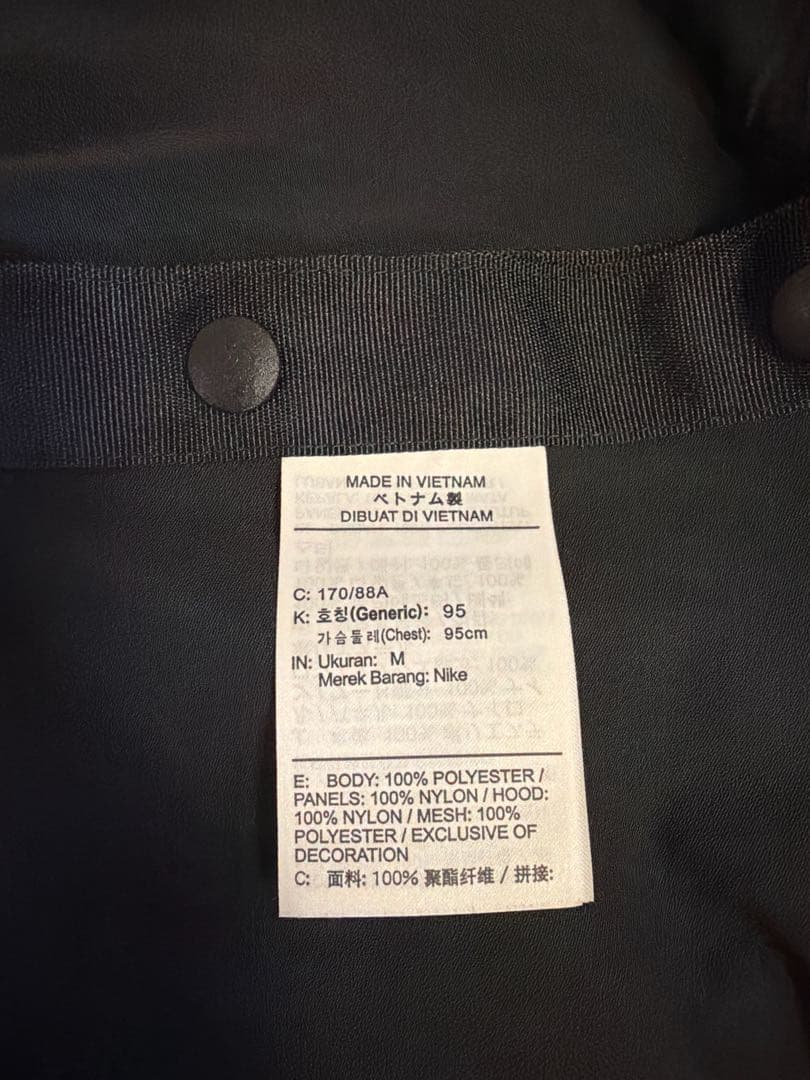 MADE IN VIETNAM
ベトナム製
DIBUAT DI VIETNAM
C: 170/88A
K: 호칭(Generic): 95
가슴둘레(Chest): 95cm
IN: Ukuran: M
Merek Barang: Nike
E: BODY: 100% POLYESTER /
PANELS: 100% NYLON / HOOD:
100% NYLON / MESH: 100%
POLYESTER / EXCLUSIVE OF
DECORATION
C: 面料: 100% 聚酯纤维 / 拼接: